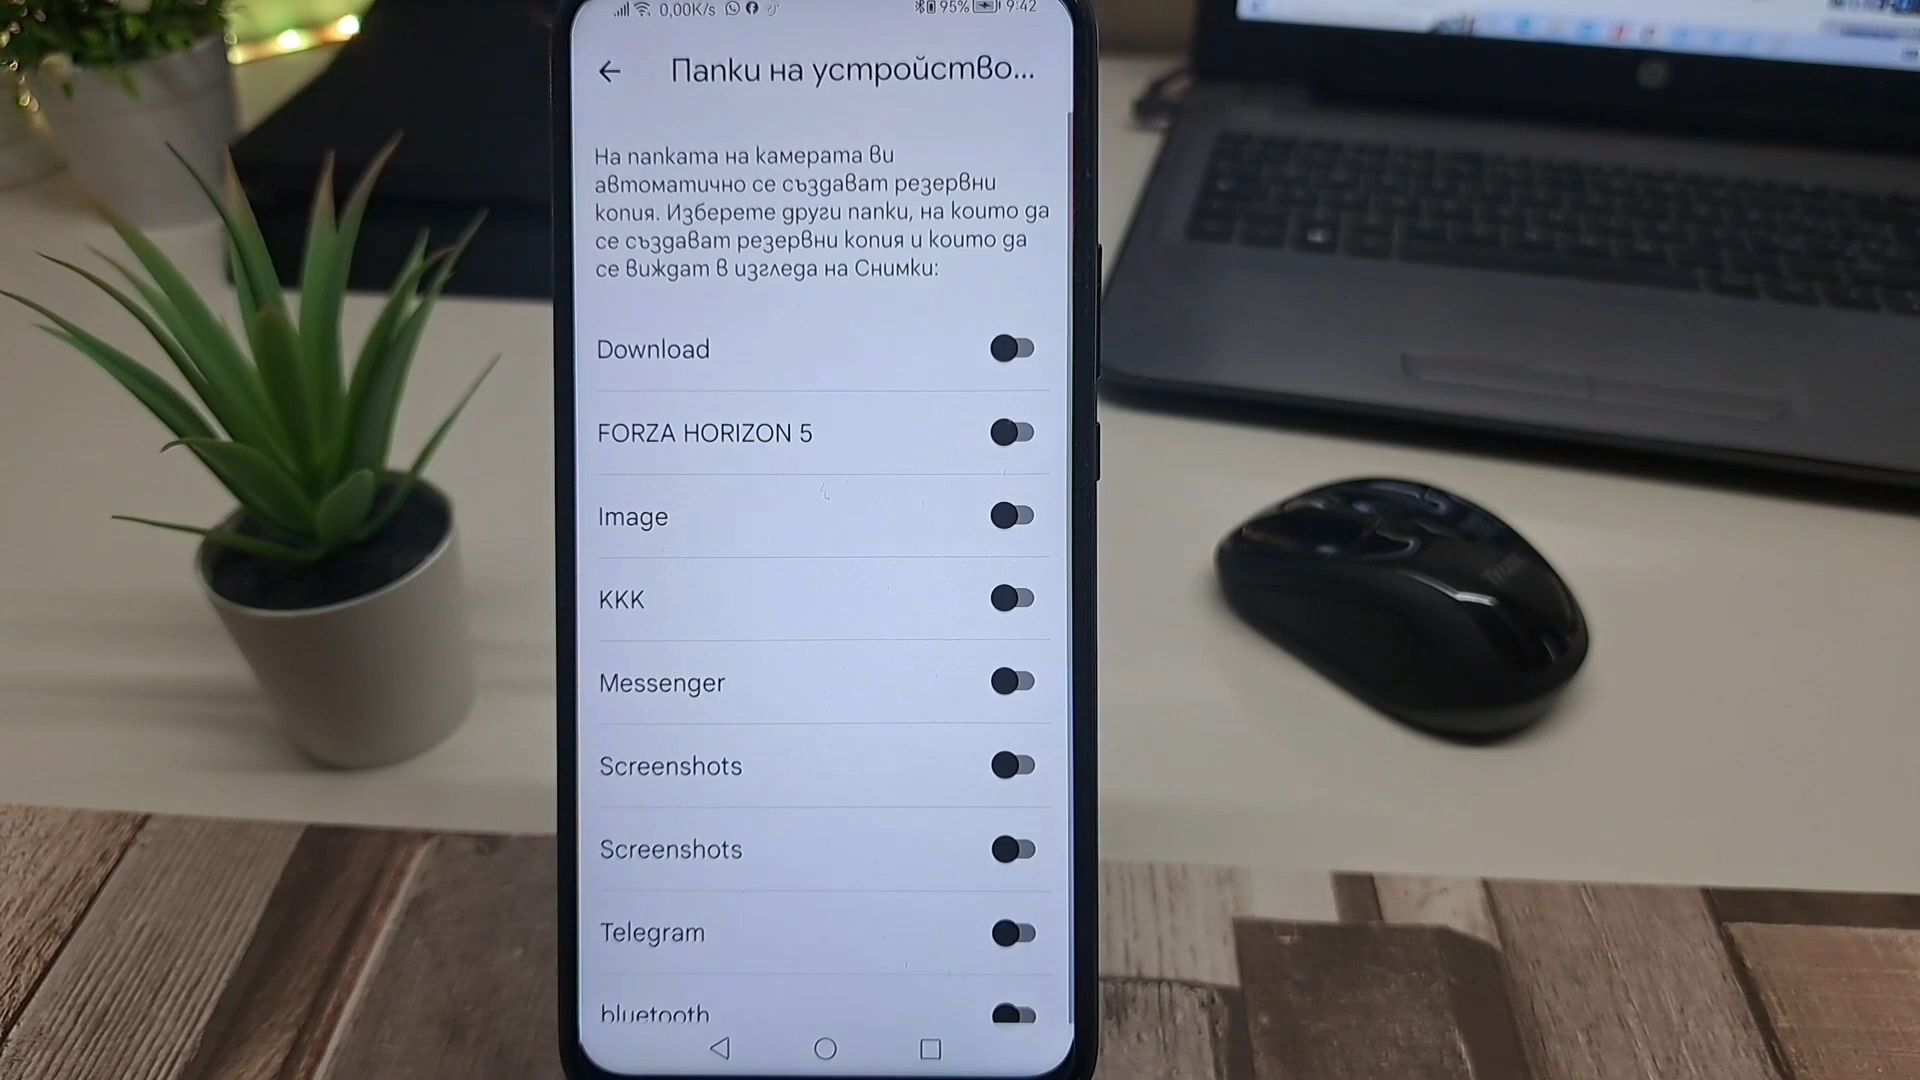 0,00K/s 95% 9:42
Папки на устройство...
На папката на камерата ви
автоматично се създават резервни
копия. Изберете други папки, на които да
се създават резервни копия и които да
се виждат в изгледа на Снимки:
Download
FORZA HORIZON 5
Image
KKK
Messenger
Screenshots
Screenshots
Telegram
bluetooth
hp
Trust